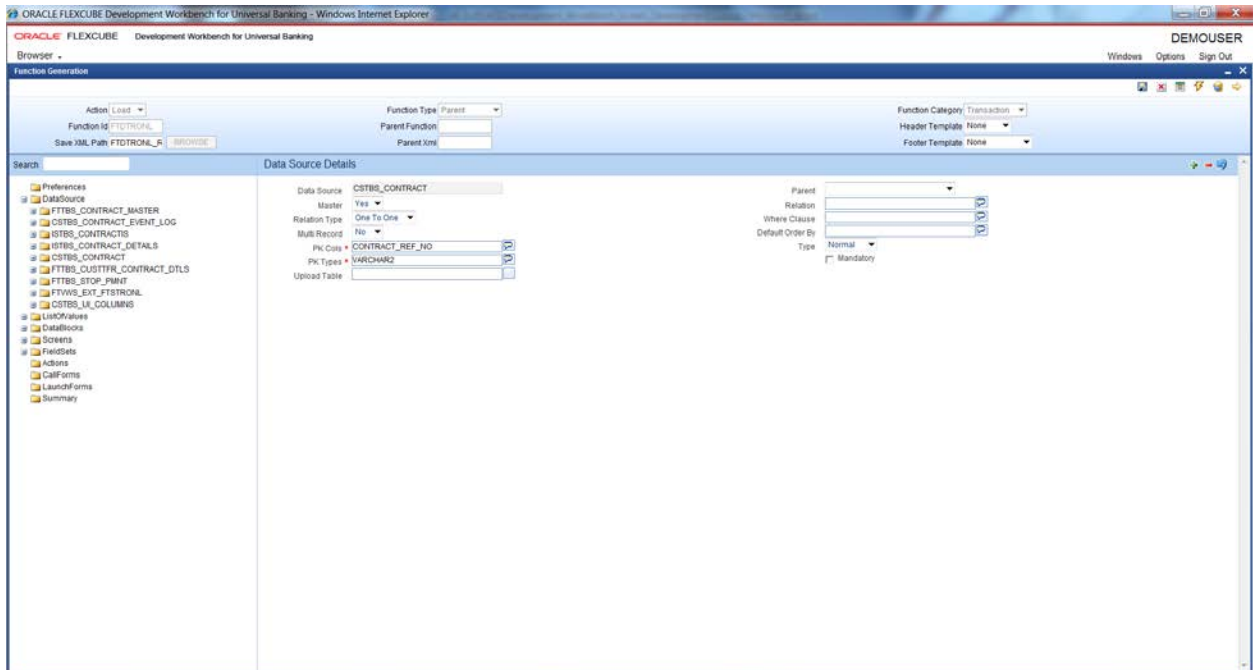 ORACLE FLEXCUBE Development Workbench for Universal Banking - Windows Internet Explorer
ORACLE FLEXCUBE Development Workbench for Universal Banking DEMOUSER
Browser Windows Options Sign Out
Function Generation
Action Load Function Type Parent Function Category Transaction
Function Id FTDTRONL Parent Function Header Template None
Save XML Path FTDTRONL_R BROWSE Parent Xml Footer Template None
Search Data Source Details
Preferences
DataSource
FTTBS_CONTRACT_MASTER
CSTBS_CONTRACT_EVENT_LOG
ISTBS_CONTRACTIS
ISTBS_CONTRACT_DETAILS
CSTBS_CONTRACT
FTTBS_CUSTTFR_CONTRACT_DTLS
FTTBS_STOP_PMNT
FTVWS_EXT_FTSTRONL
CSTBS_UI_COLUMNS
ListOfValues
DataBlocks
Screens
FieldSets
Actions
CallForms
LaunchForms
Summary
Data Source CSTBS_CONTRACT Parent
Master Yes Relation
Relation Type One To One Where Clause
Multi Record No Default Order By
PK Cols * CONTRACT_REF_NO Type Normal
PK Types * VARCHAR2 Mandatory
Upload Table